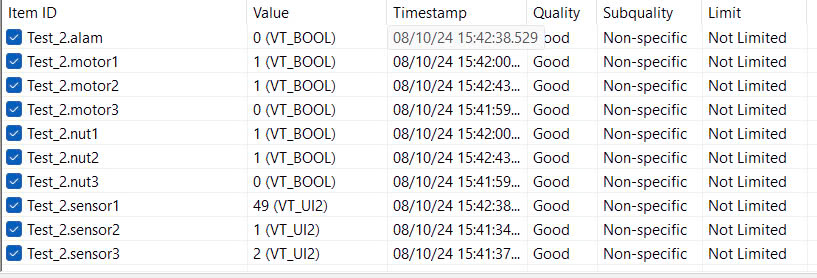 Item ID Value Timestamp Quality Subquality Limit
Test_2.alam 0 (VT_BOOL) 08/10/24 15:42:38.529 ood Non-specific Not Limited
Test_2.motor1 1 (VT_BOOL) 08/10/24 15:42:00... Good Non-specific Not Limited
Test_2.motor2 1 (VT_BOOL) 08/10/24 15:42:43... Good Non-specific Not Limited
Test_2.motor3 0 (VT_BOOL) 08/10/24 15:41:59... Good Non-specific Not Limited
Test_2.nut1 1 (VT_BOOL) 08/10/24 15:42:00... Good Non-specific Not Limited
Test_2.nut2 1 (VT_BOOL) 08/10/24 15:42:43... Good Non-specific Not Limited
Test_2.nut3 0 (VT_BOOL) 08/10/24 15:41:59... Good Non-specific Not Limited
Test_2.sensor1 49 (VT_UI2) 08/10/24 15:42:38... Good Non-specific Not Limited
Test_2.sensor2 1 (VT_UI2) 08/10/24 15:41:34... Good Non-specific Not Limited
Test_2.sensor3 2 (VT_UI2) 08/10/24 15:41:37... Good Non-specific Not Limited